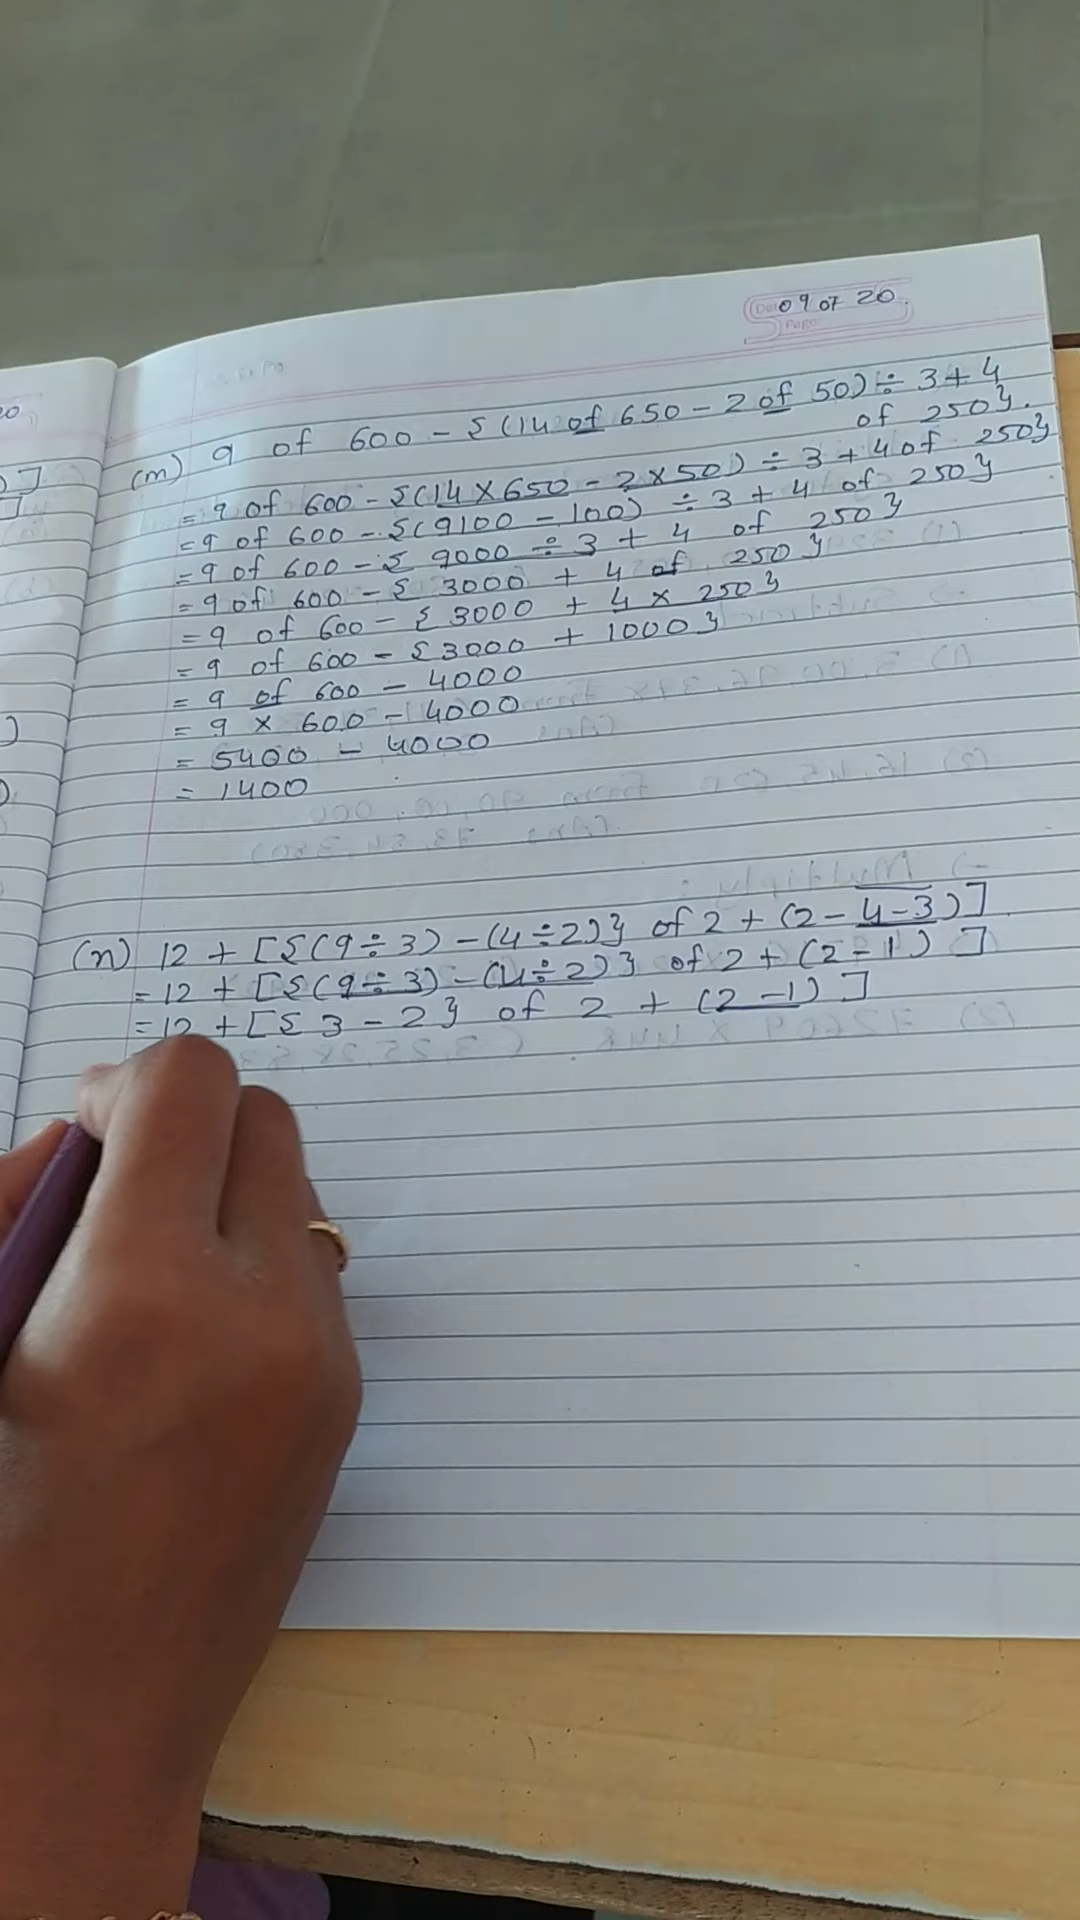 20
Date 09 07 20.
Page:
(m) 9 of 600 - {(14 of 650 - 2 of 50) ÷ 3 + 4
of 250}.
= 9 of 600 - {(14 × 650 - 2 × 50) ÷ 3 + 4 of 250}
= 9 of 600 - {(9100 - 100) ÷ 3 + 4 of 250}
= 9 of 600 - { 9000 ÷ 3 + 4 of 250}
= 9 of 600 - { 3000 + 4 of 250}
= 9 of 600 - { 3000 + 4 × 250}
= 9 of 600 - {3000 + 1000}
= 9 of 600 - 4000
= 9 × 600 - 4000
= 5400 - 4000
= 1400
(n) 12 + [{(9÷3) - (4÷2)} of 2 + (2 - 4-3)]
= 12 + [{(9÷3) - (4÷2)} of 2 + (2 - 1) ]
= 12 + [{ 3 - 2} of 2 + (2 - 1) ]